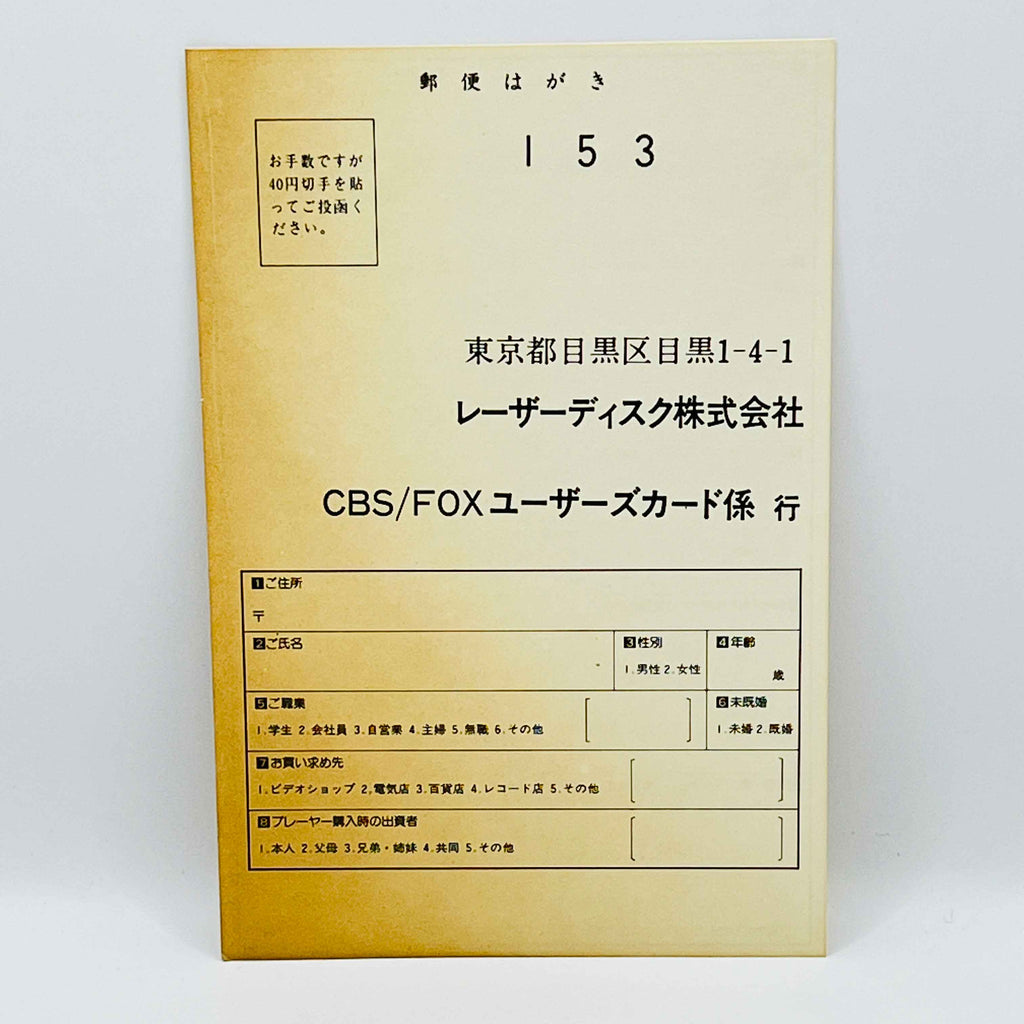 郵便はがき
153
お手数ですが
40円切手を貼
ってご投函く
ださい。
東京都目黒区目黒1-4-1
レーザーディスク株式会社
CBS/FOXユーザーズカード係 行
1ご住所
〒
2ご氏名
3性別
1.男性 2.女性
4年齢
歳
5ご職業
1.学生 2.会社員 3.自営業 4.主婦 5.無職 6.その他
6未既婚
1.未婚 2.既婚
7お買い求め先
1.ビデオショップ 2.電気店 3.百貨店 4.レコード店 5.その他
8プレーヤー購入時の出資者
1.本人 2.父母 3.兄弟・姉妹 4.共同 5.その他